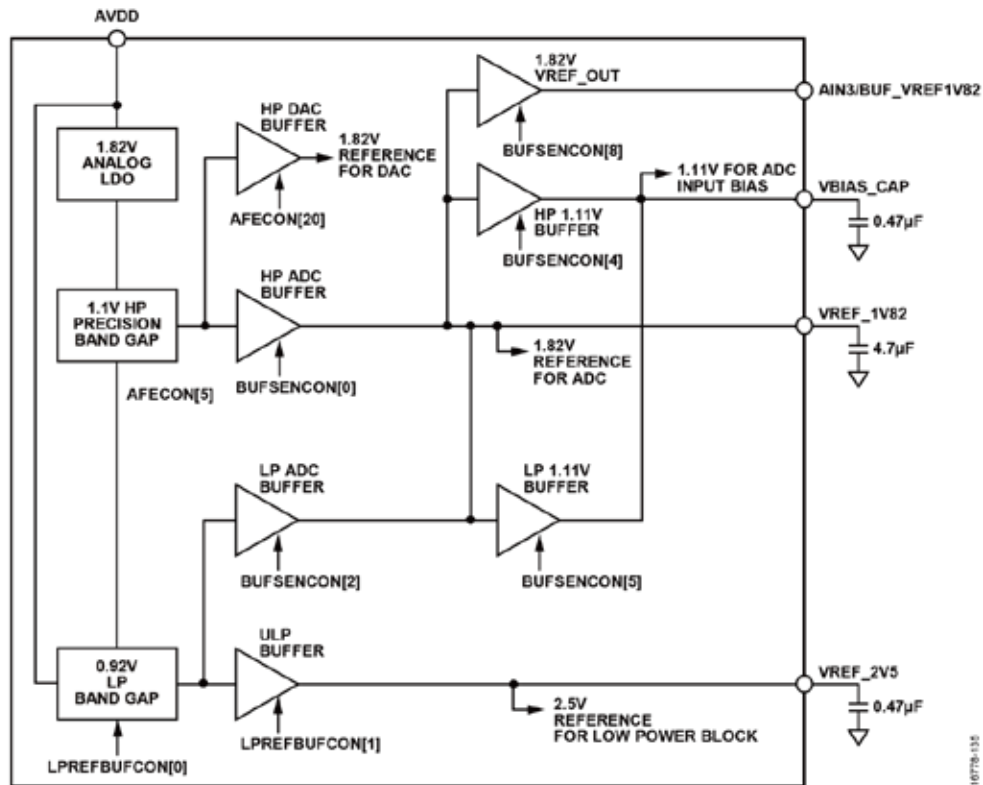 AVDD
1.82V
ANALOG
LDO
HP DAC
BUFFER
1.82V
REFERENCE
FOR DAC
AFECON[20]
1.82V
VREF_OUT
BUFSENCON[8]
AIN3/BUF_VREF1V82
1.11V FOR ADC
INPUT BIAS
VBIAS_CAP
0.47µF
HP 1.11V
BUFFER
BUFSENCON[4]
1.1V HP
PRECISION
BAND GAP
AFECON[5]
HP ADC
BUFFER
BUFSENCON[0]
1.82V
REFERENCE
FOR ADC
VREF_1V82
4.7µF
LP ADC
BUFFER
BUFSENCON[2]
LP 1.11V
BUFFER
BUFSENCON[5]
0.92V
LP
BAND GAP
LPREFBUFCON[0]
ULP
BUFFER
LPREFBUFCON[1]
2.5V
REFERENCE
FOR LOW POWER BLOCK
VREF_2V5
0.47µF
16778-135